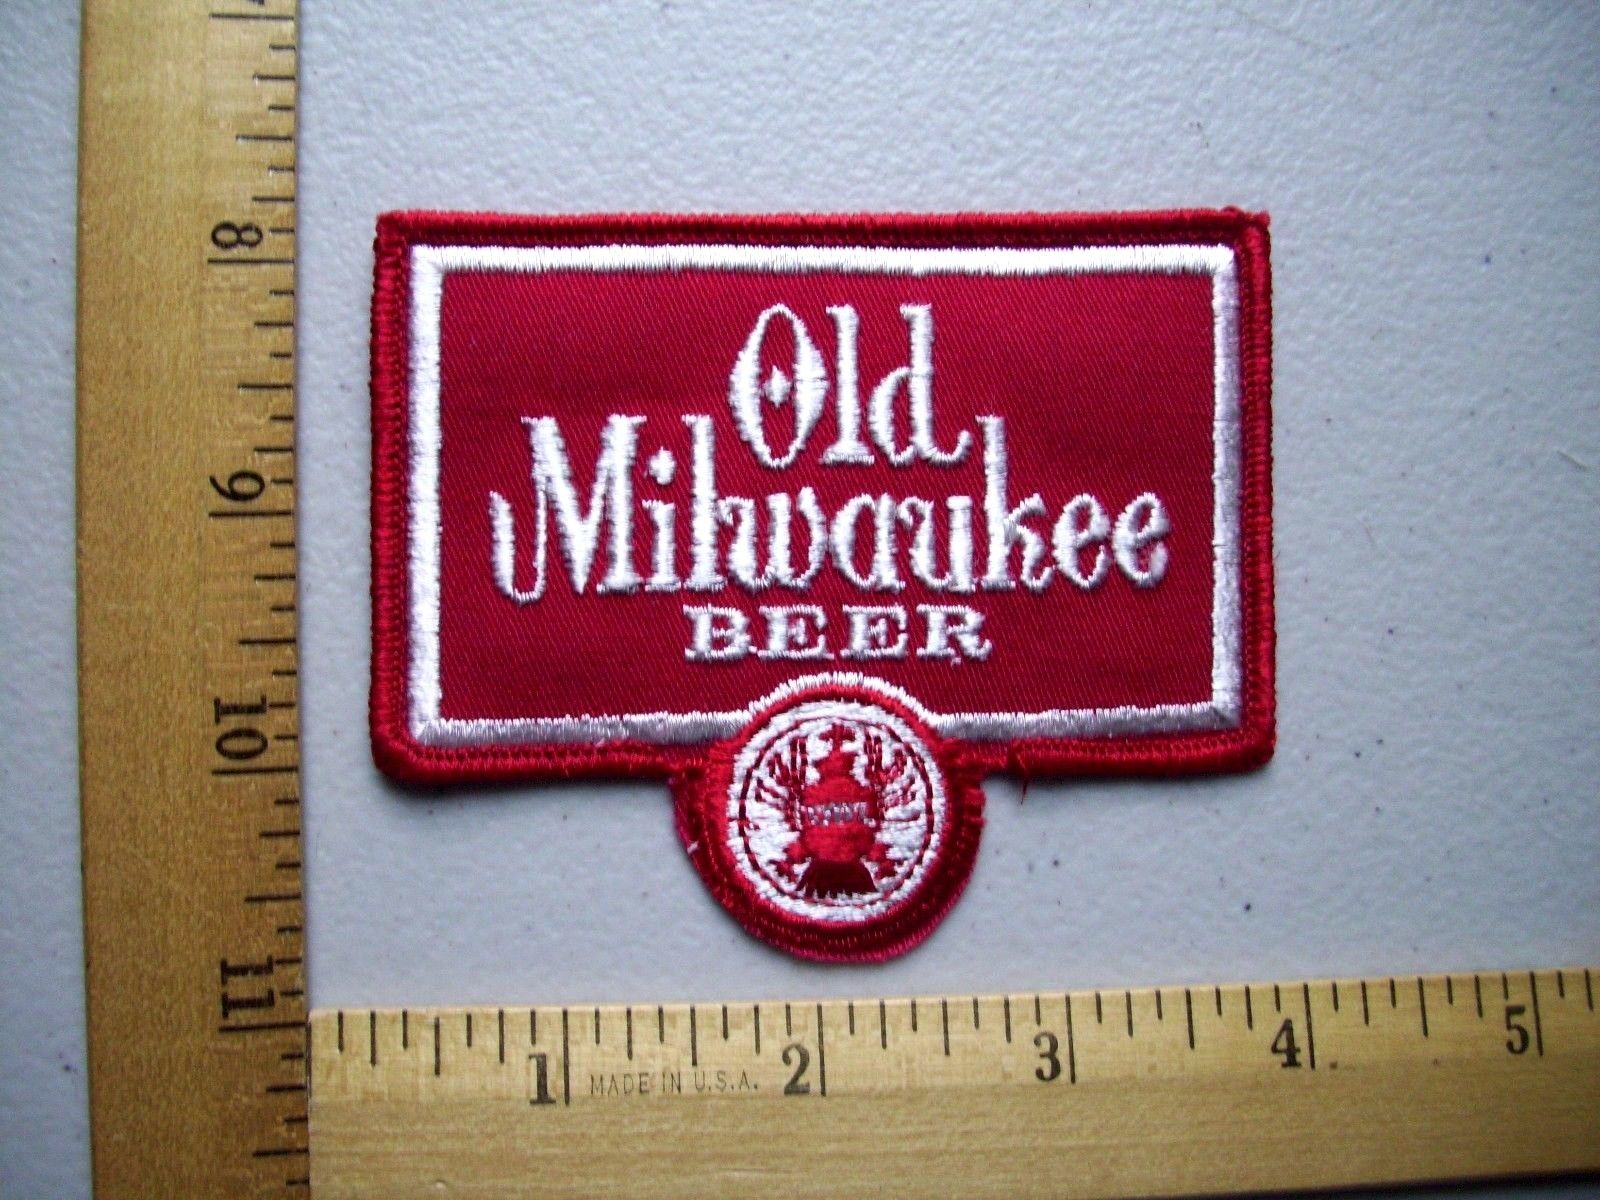 Old
Milwaukee
BEER
8
9
10
11
1 2 3 4 5
MADE IN U.S.A.